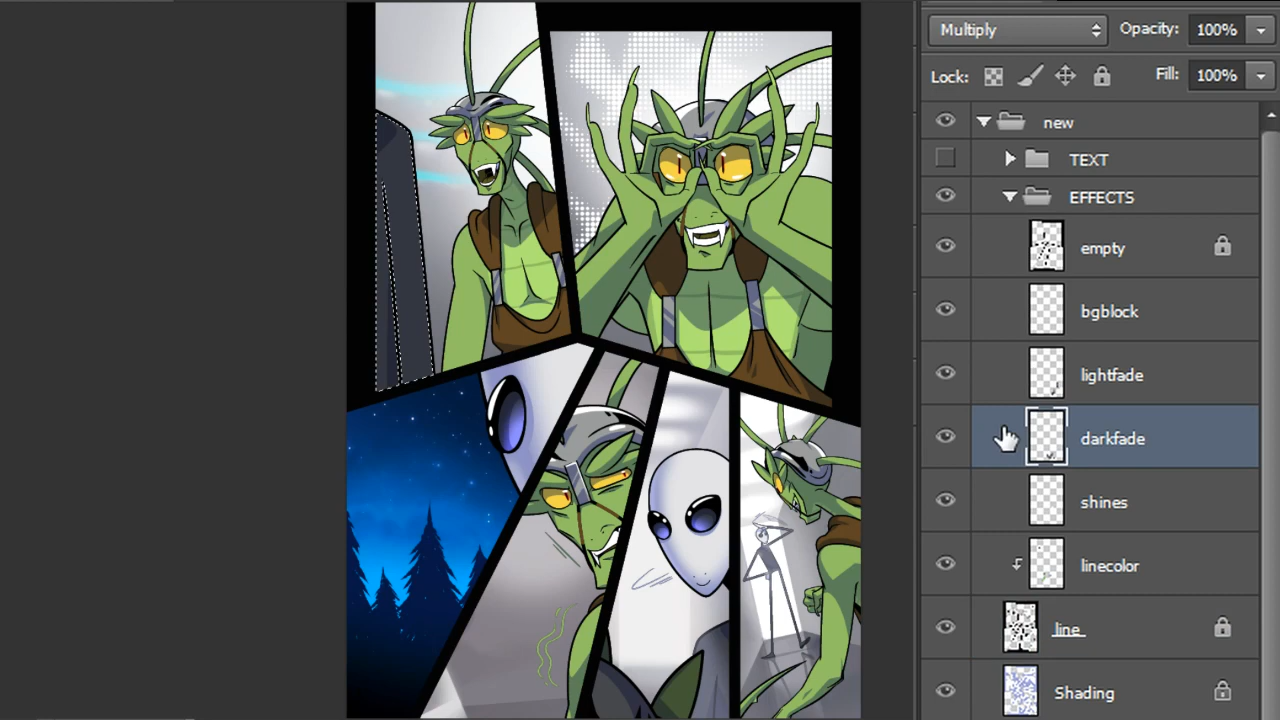 Multiply Opacity: 100%
Lock: Fill: 100%
new
TEXT
EFFECTS
empty
bgblock
lightfade
darkfade
shines
linecolor
line
Shading